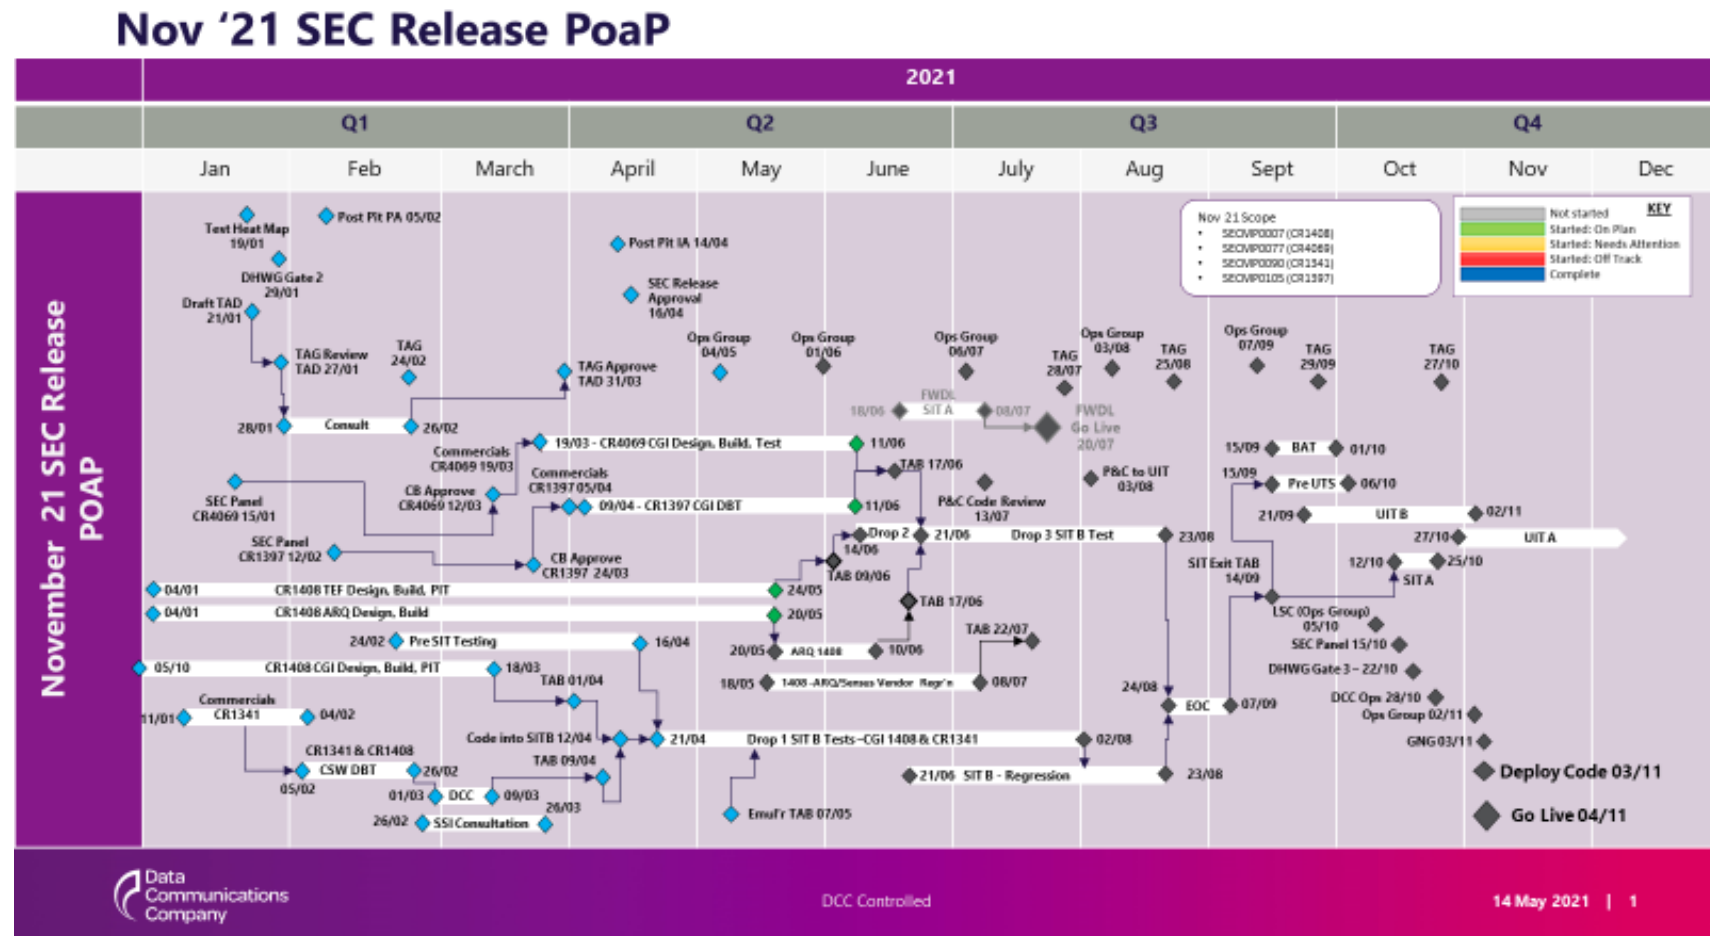 Nov ‘21 SEC Release PoaP
2021
Q1
Q2
Q3
Q4
Jan
Feb
March
April
May
June
July
Aug
Sept
Oct
Nov
Dec
November 21 SEC Release
POAP
Test Heat Map
19/01
Post Pit PA 05/02
DHWG Gate 2
29/01
Draft TAD
21/01
TAG Review
TAD 27/01
TAG
24/02
28/01
Consult
26/02
Post Pit IA 14/04
SEC Release
Approval
16/04
TAG Approve
TAD 31/03
Ops Group
04/05
Ops Group
01/06
Ops Group
06/07
TAG
28/07
Ops Group
03/08
TAG
25/08
Ops Group
07/09
TAG
29/09
TAG
27/10
Nov 21 Scope
• SECMP0007 (CR1408)
• SECMP0077 (CR4069)
• SECMP0090 (CR1341)
• SECMP0105 (CR1397)
KEY
Not started
Started: On Plan
Started: Needs Attention
Started: Off Track
Complete
18/06
FWDL
SIT A
08/07
FWDL
Go Live
20/07
Commercials
CR4069 19/03
19/03 - CR4069 CGI Design, Build, Test
11/06
TAB 17/06
15/09
BAT
01/10
SEC Panel
CR4069 15/01
CB Approve
CR4069 12/03
Commercials
CR1397 05/04
09/04 - CR1397 CGI DBT
11/06
P&C Code Review
13/07
P&C to UIT
03/08
15/09
Pre UTS
06/10
21/09
UIT B
02/11
SEC Panel
CR1397 12/02
CB Approve
CR1397 24/03
Drop 2
14/06
21/06
Drop 3 SIT B Test
23/08
27/10
UIT A
TAB 09/06
SIT Exit TAB
14/09
12/10
SIT A
25/10
04/01
CR1408 TEF Design, Build, PIT
24/05
04/01
CR1408 ARQ Design, Build
20/05
TAB 17/06
LSC (Ops Group)
05/10
24/02
Pre SIT Testing
16/04
20/05
ARQ 1408
10/06
TAB 22/07
SEC Panel 15/10
05/10
CR1408 CGI Design, Build, PIT
18/03
18/05
1408 -ARQ/Sensus Vendor Regr'n
08/07
DHWG Gate 3 – 22/10
Commercials
11/01
CR1341
04/02
TAB 01/04
24/08
EOC
07/09
DCC Ops 28/10
Ops Group 02/11
Code into SITB 12/04
21/04
Drop 1 SIT B Tests–CGI 1408 & CR1341
02/08
GNG 03/11
CR1341 & CR1408
CSW DBT
05/02
26/02
TAB 09/04
21/06 SIT B - Regression
23/08
Deploy Code 03/11
01/03
DCC
09/03
26/02
SSI Consultation
26/03
Emul'r TAB 07/05
Go Live 04/11
Data
Communications
Company
DCC Controlled
14 May 2021 | 1